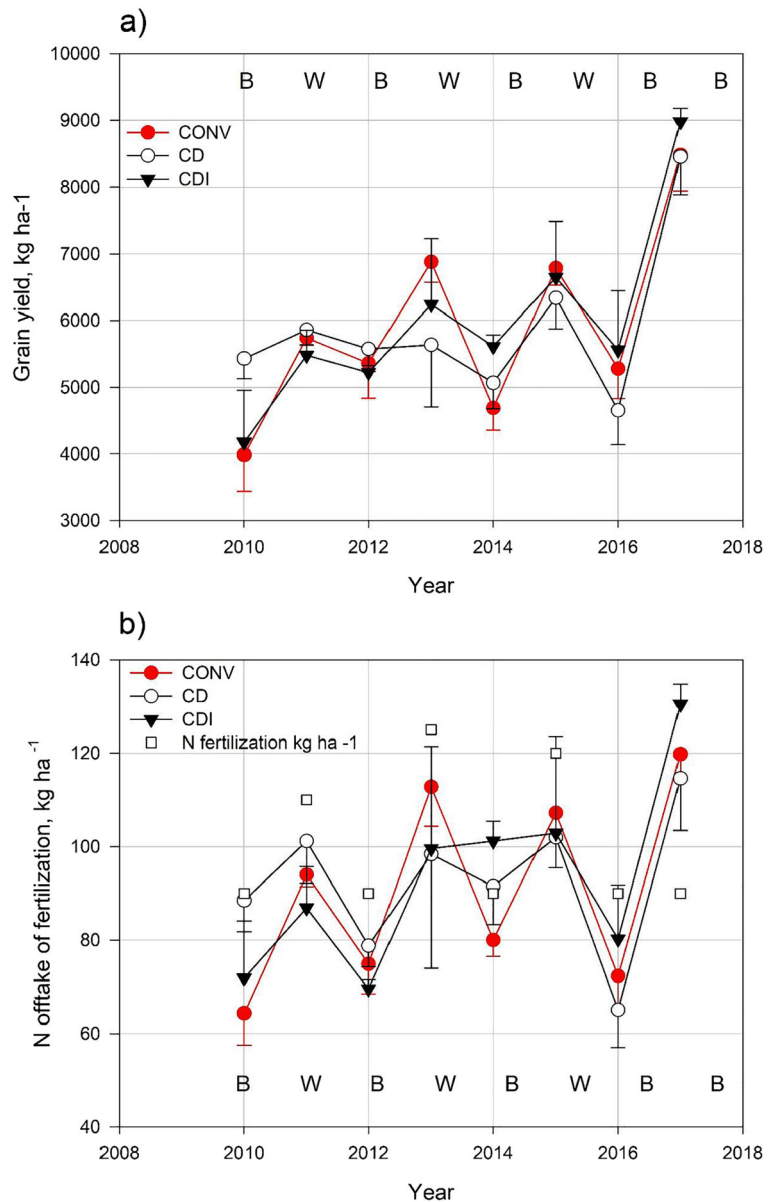 a)
10000
B W B W B W B B
9000
CONV
CD
CDI
8000
7000
6000
5000
4000
3000
Grain yield, kg ha-1
2008 2010 2012 2014 2016 2018
Year
b)
140
CONV
CD
CDI
N fertilization kg ha -1
120
100
80
60
40
N offtake of fertilization, kg ha -1
B W B W B W B B
2008 2010 2012 2014 2016 2018
Year